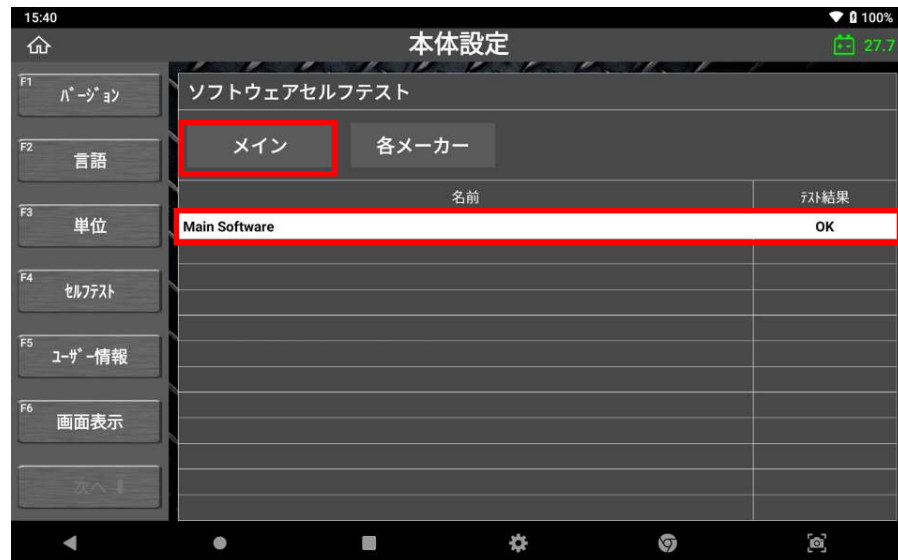 15:40
100%
本体設定
27.7
F1
ﾊﾞｰｼﾞｮﾝ
ソフトウェアセルフテスト
メイン
各メーカー
F2
言語
名前
ﾃｽﾄ結果
F3
単位
Main Software
OK
F4
ｾﾙﾌﾃｽﾄ
F5
ﾕｰｻﾞｰ情報
F6
画面表示
次へ⬇